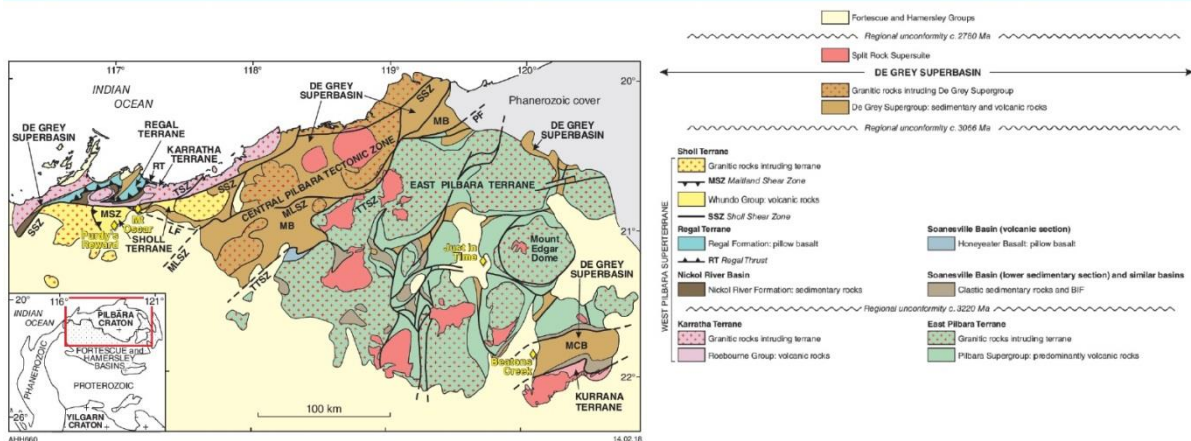 117°
118°
119°
120°
20°
21°
22°
INDIAN
OCEAN
DE GREY
SUPERBASIN
REGAL
TERRANE
KARRATHA
TERRANE
RT
DE GREY
SUPERBASIN
SSZ
MB
Phanerozoic cover
DE GREY
SUPERBASIN
TSZ
SSZ
CENTRAL PILBARA TECTONIC ZONE
MLSZ
MB
EAST PILBARA TERRANE
TTSZ
SSZ
MSZ
Mt
Oscar
LF
Purdy's
Reward
SHOLL
TERRANE
MLSZ
TTSZ
Just in
Time
Mount
Edgar
Dome
DE GREY
SUPERBASIN
MCB
Beatons
Creek
KURRANA
TERRANE
100 km
20°
116°
121°
INDIAN
OCEAN
PILBARA
CRATON
FORTESCUE and
HAMERSLEY
BASINS
PHANEROZOIC
PROTEROZOIC
YILGARN
CRATON
26°
AHH660
14.02.18
Fortescue and Hamersley Groups
Regional unconformity c. 2780 Ma
Split Rock Supersuite
DE GREY SUPERBASIN
Granitic rocks intruding De Grey Supergroup
De Grey Supergroup: sedimentary and volcanic rocks
Regional unconformity c. 3066 Ma
WEST PILBARA SUPERTERRANE
Sholl Terrane
Granitic rocks intruding terrane
MSZ Maitland Shear Zone
Whundo Group: volcanic rocks
SSZ Sholl Shear Zone
Regal Terrane
Regal Formation: pillow basalt
RT Regal Thrust
Nickol River Basin
Nickol River Formation: sedimentary rocks
Karratha Terrane
Granitic rocks intruding terrane
Roebourne Group: volcanic rocks
Soanesville Basin (volcanic section)
Honeyeater Basalt: pillow basalt
Soanesville Basin (lower sedimentary section) and similar basins
Clastic sedimentary rocks and BIF
Regional unconformity c. 3220 Ma
East Pilbara Terrane
Granitic rocks intruding terrane
Pilbara Supergroup: predominantly volcanic rocks